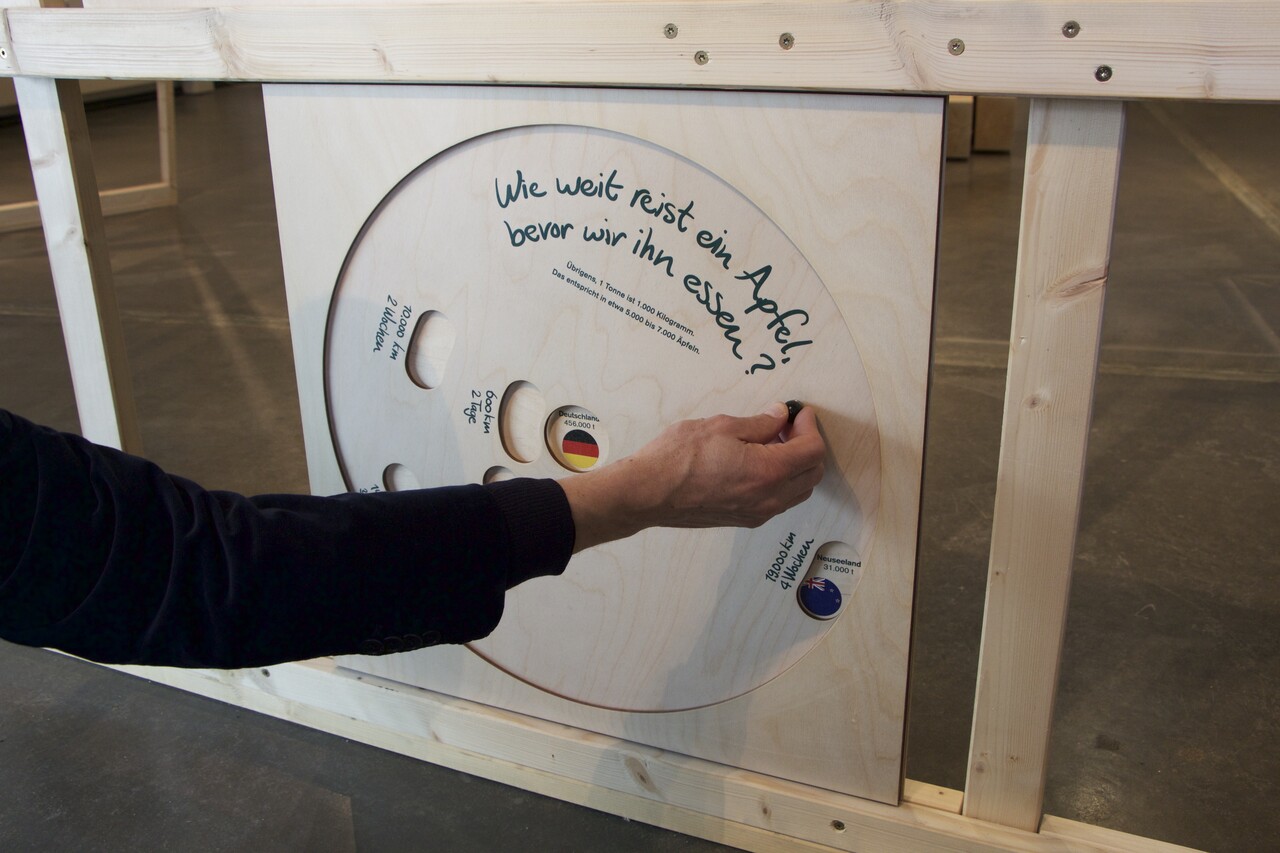 Wie weit reist ein Apfel,
bevor wir ihn essen?
Übrigens, 1 Tonne ist 1.000 Kilogramm.
Das entspricht in etwa 5.000 bis 7.000 Äpfeln.
10.000 km
2 Wochen
600 km
2 Tage
Deutschland
456.000 t
19.000 km
4 Wochen
Neuseeland
31.000 t